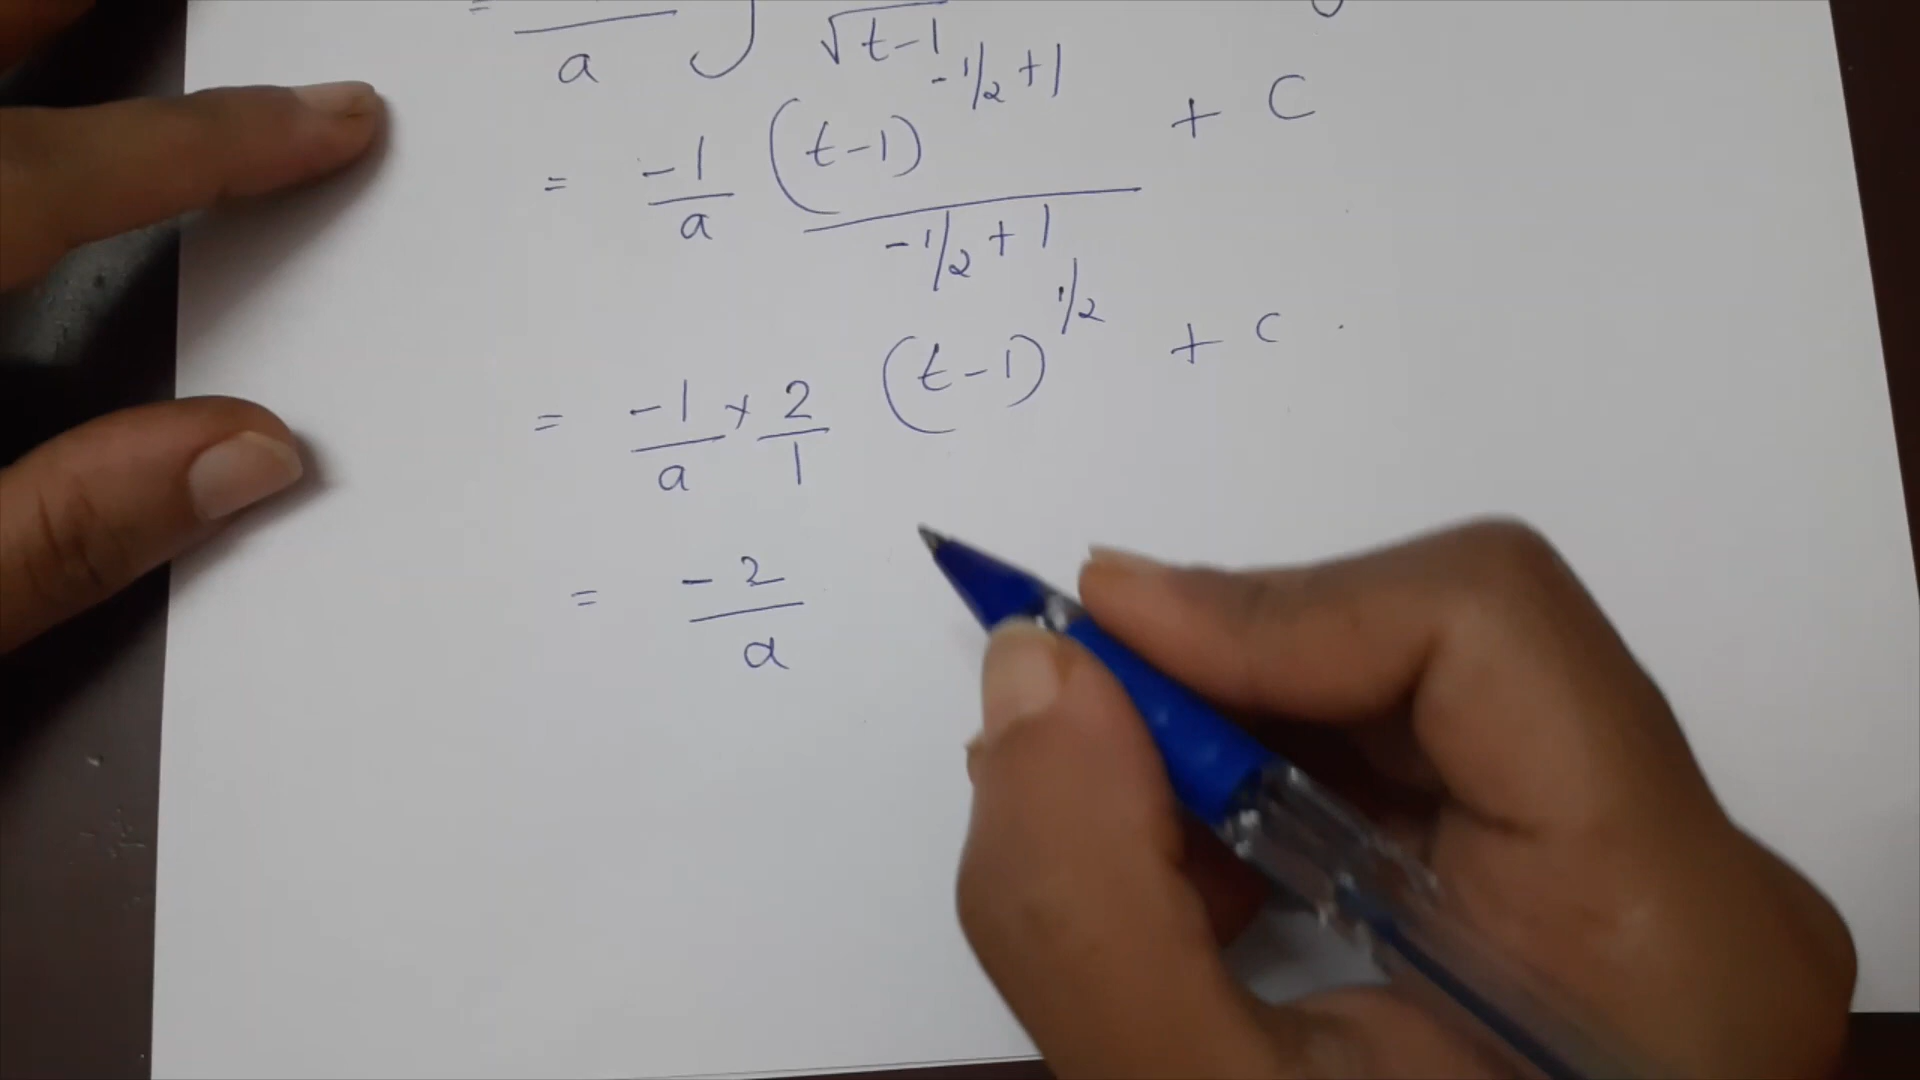 = — a ∫ √t-1
= -1/a (t-1)^(-1/2+1) / (-1/2+1) + C
= -1/a × 2/1 (t-1)^(1/2) + C.
= -2/a